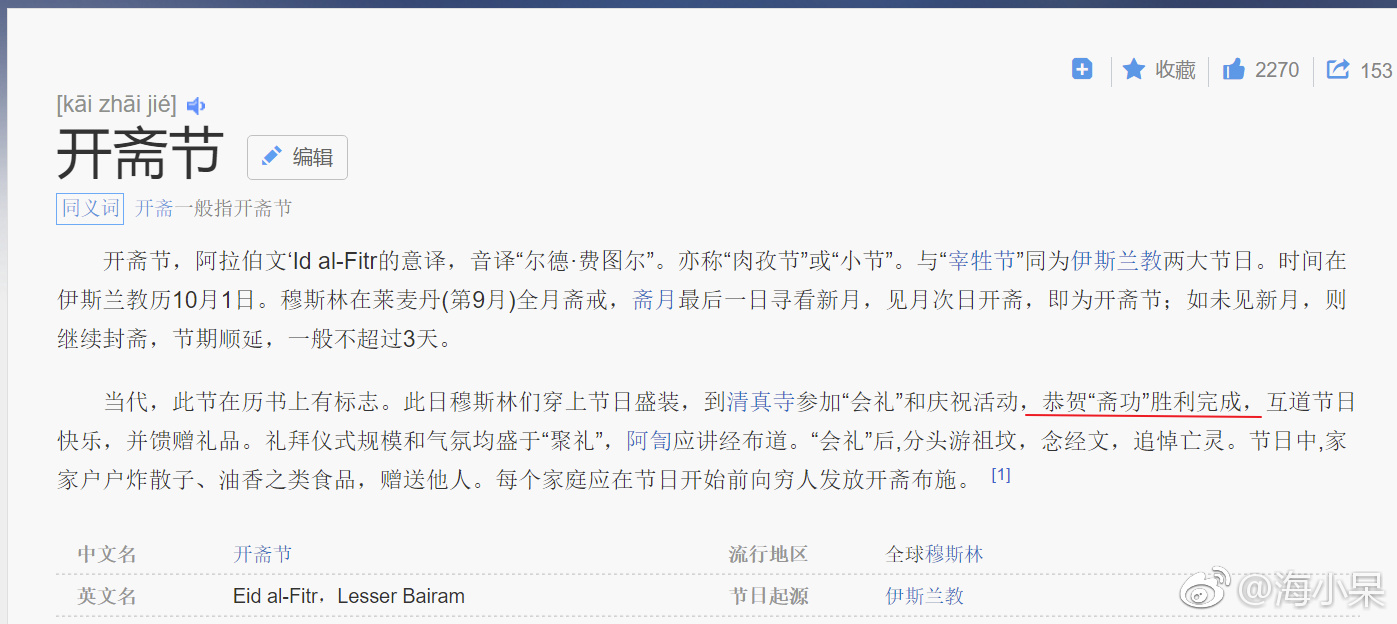 收藏 2270 153
[kāi zhāi jié]
开斋节 编辑
同义词 开斋一般指开斋节
开斋节，阿拉伯文‘Id al-Fitr的意译，音译“尔德·费图尔”。亦称“肉孜节”或“小节”。与“宰牲节”同为伊斯兰教两大节日。时间在
伊斯兰教历10月1日。穆斯林在莱麦丹(第9月)全月斋戒，斋月最后一日寻看新月，见月次日开斋，即为开斋节；如未见新月，则
继续封斋，节期顺延，一般不超过3天。
当代，此节在历书上有标志。此日穆斯林们穿上节日盛装，到清真寺参加“会礼”和庆祝活动，恭贺“斋功”胜利完成，互道节日
快乐，并馈赠礼品。礼拜仪式规模和气氛均盛于“聚礼”，阿訇应讲经布道。“会礼”后,分头游祖坟，念经文，追悼亡灵。节日中,家
家户户炸散子、油香之类食品，赠送他人。每个家庭应在节日开始前向穷人发放开斋布施。 [1]
中文名 开斋节 流行地区 全球穆斯林
英文名 Eid al-Fitr，Lesser Bairam 节日起源 伊斯兰教
@海小呆